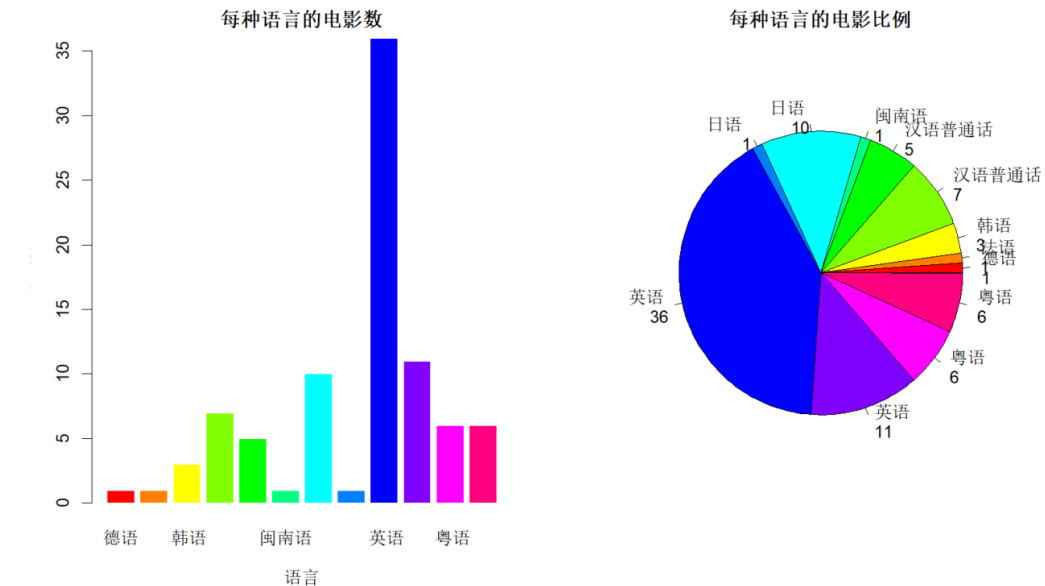 每种语言的电影数
35
30
25
20
15
10
5
0
德语 韩语 闽南语 英语 粤语
语言
每种语言的电影比例
日语
10
日语
1
闽南语
1
汉语普通话
5
汉语普通话
7
韩语
3
法语
1
德语
1
粤语
6
粤语
6
英语
11
英语
36